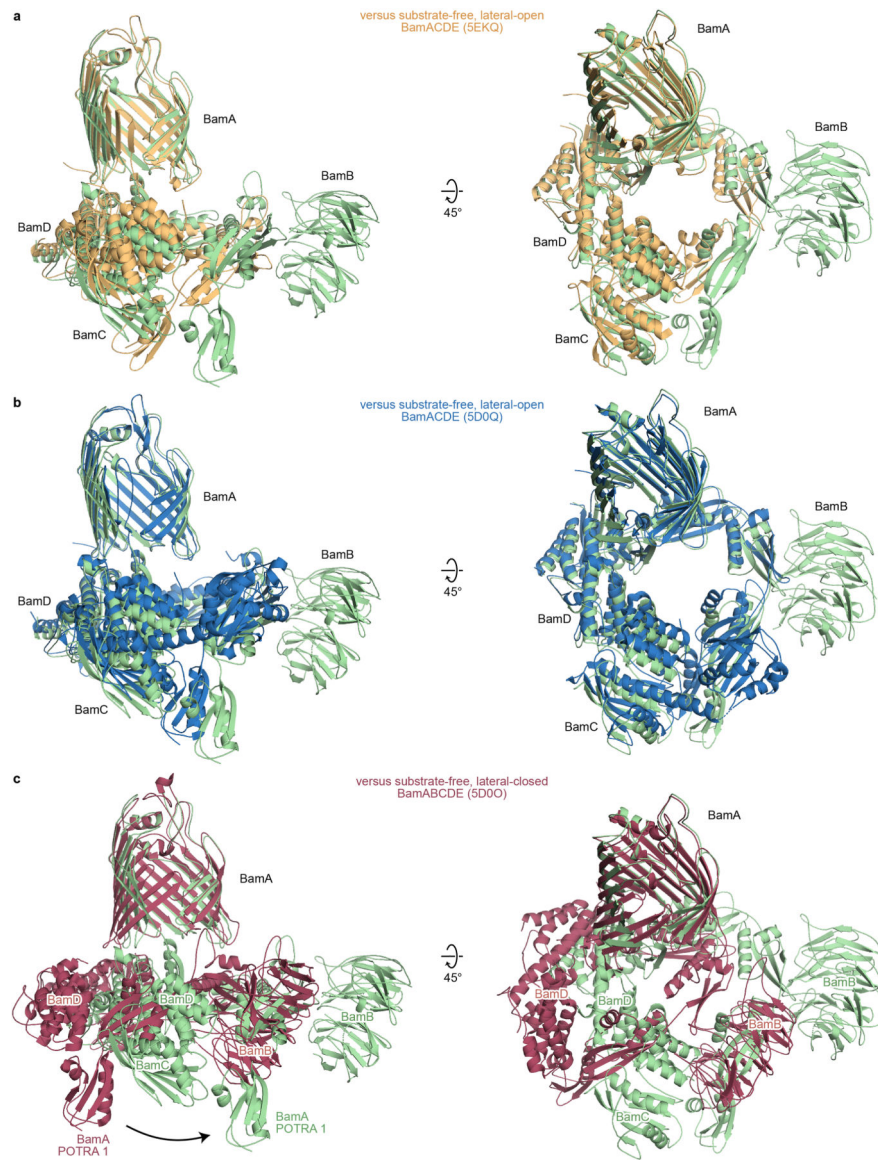 a
versus substrate-free, lateral-open
BamACDE (5EKQ)
BamA
BamA
BamB
BamB
45°
BamD
BamD
BamC
BamC
b
versus substrate-free, lateral-open
BamACDE (5D0Q)
BamA
BamA
BamB
BamB
45°
BamD
BamD
BamC
BamC
c
versus substrate-free, lateral-closed
BamABCDE (5D0O)
BamA
BamA
45°
BamD
BamD
BamB
BamB
BamC
BamA
POTRA 1
BamA
POTRA 1
BamD
BamD
BamB
BamB
BamC